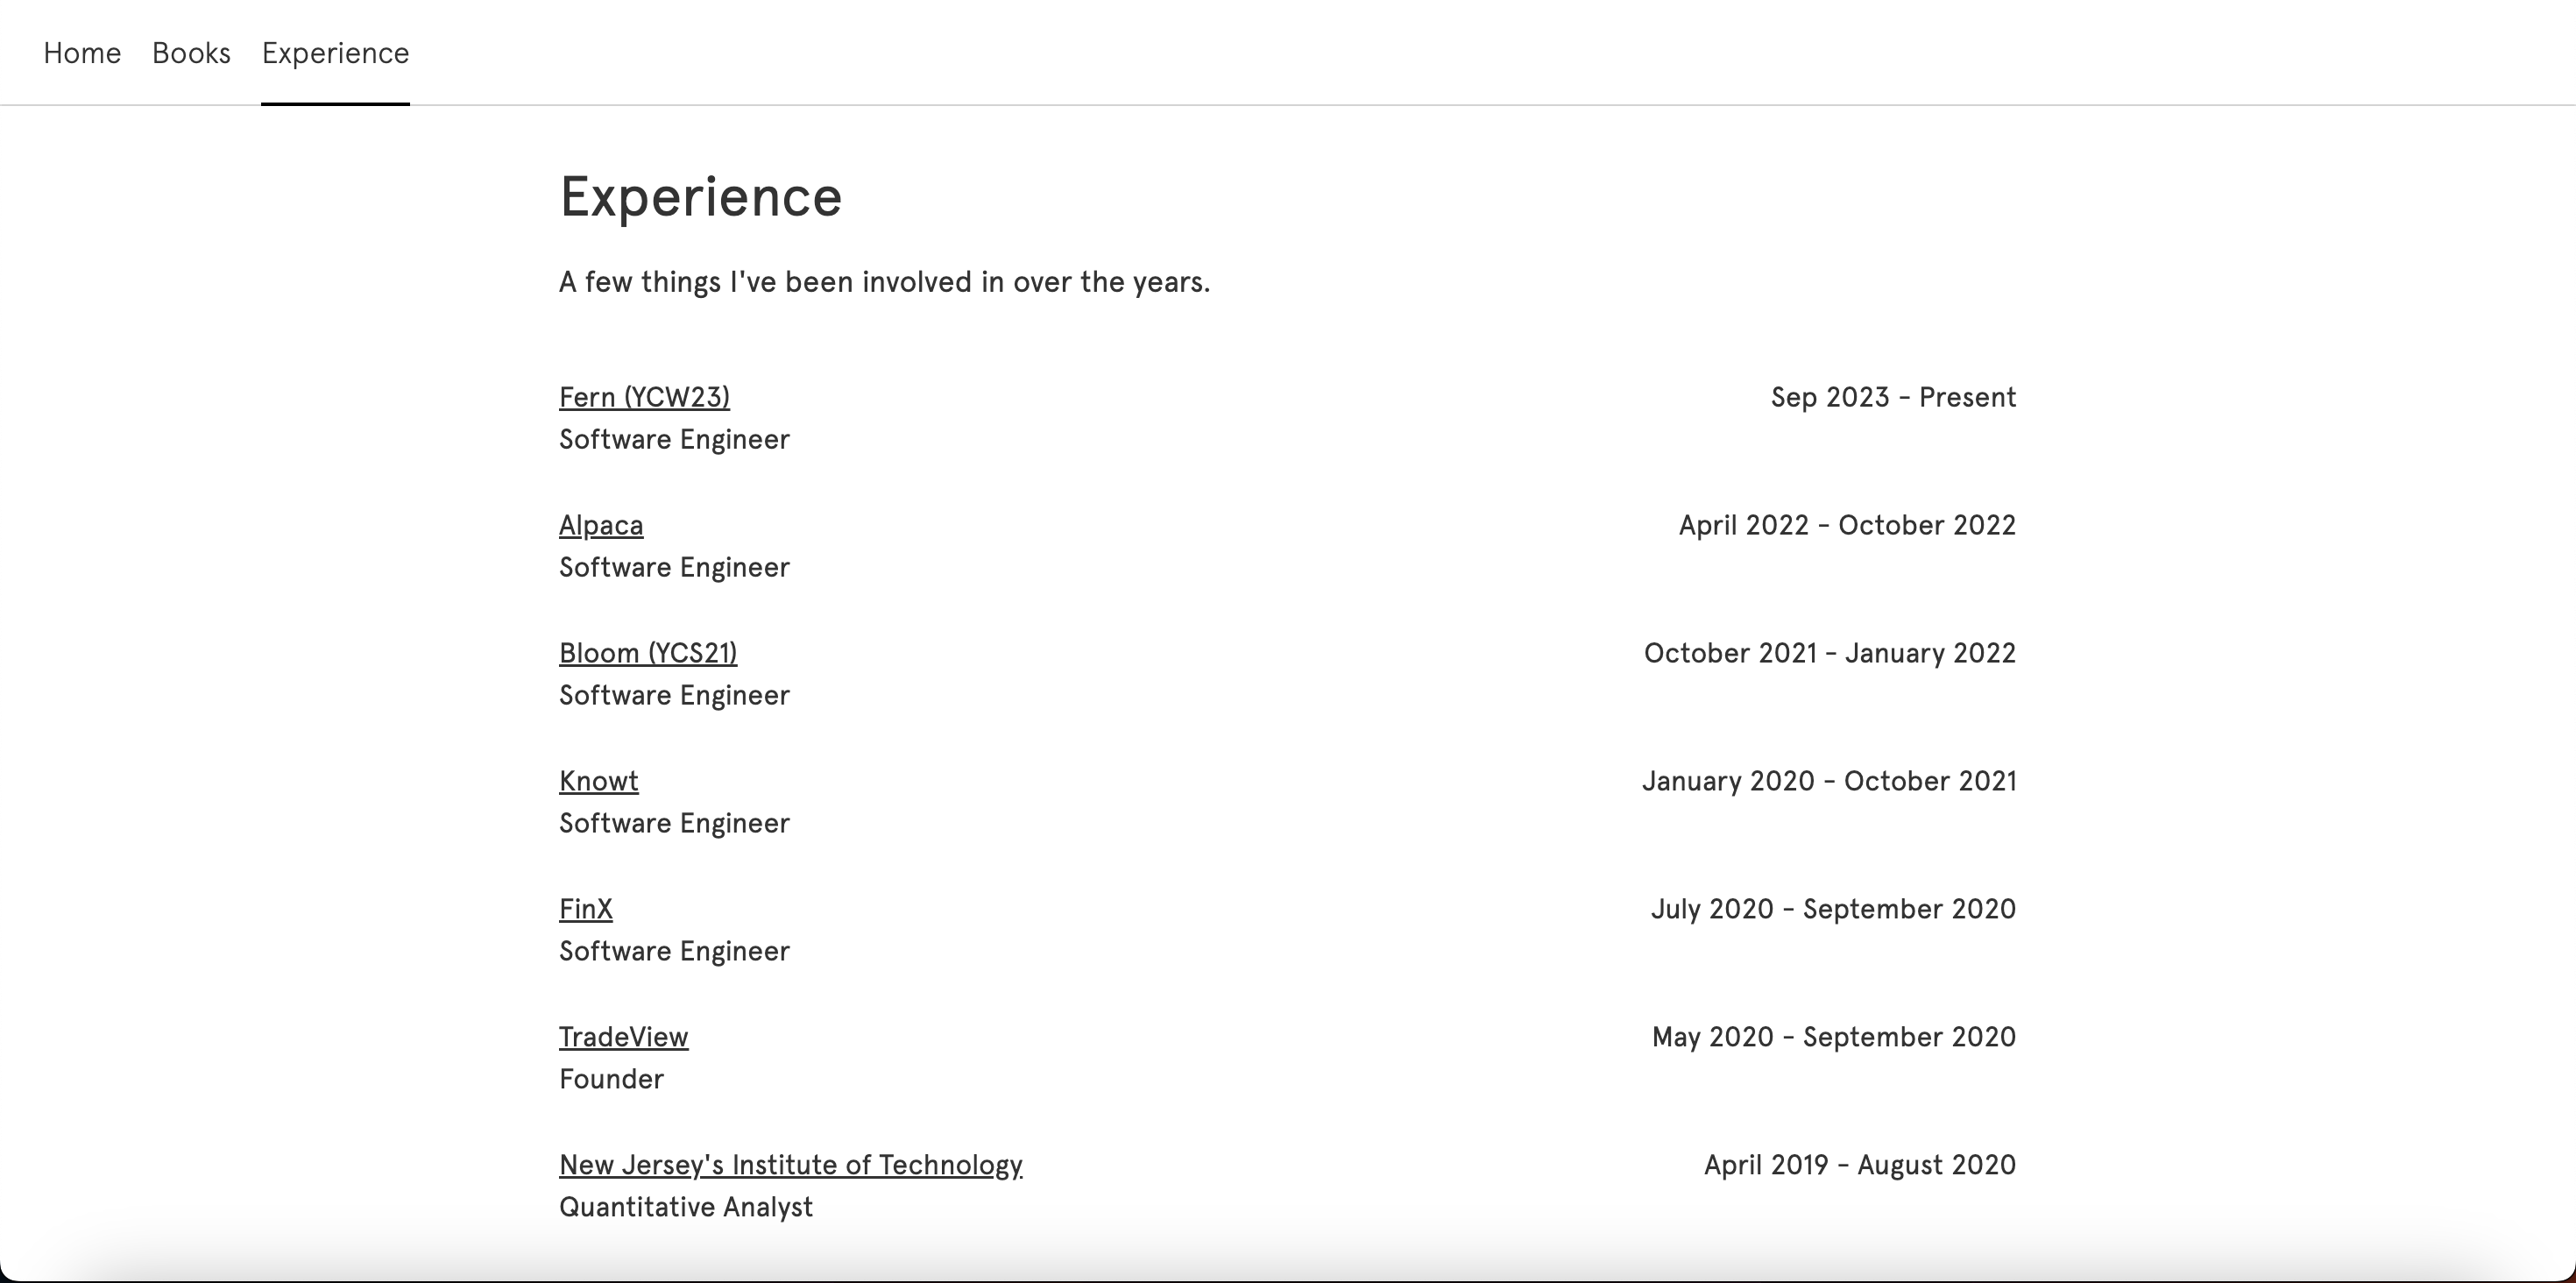 Home Books Experience
Experience
A few things I've been involved in over the years.
Fern (YCW23) Sep 2023 - Present
Software Engineer
Alpaca April 2022 - October 2022
Software Engineer
Bloom (YCS21) October 2021 - January 2022
Software Engineer
Knowt January 2020 - October 2021
Software Engineer
FinX July 2020 - September 2020
Software Engineer
TradeView May 2020 - September 2020
Founder
New Jersey's Institute of Technology April 2019 - August 2020
Quantitative Analyst